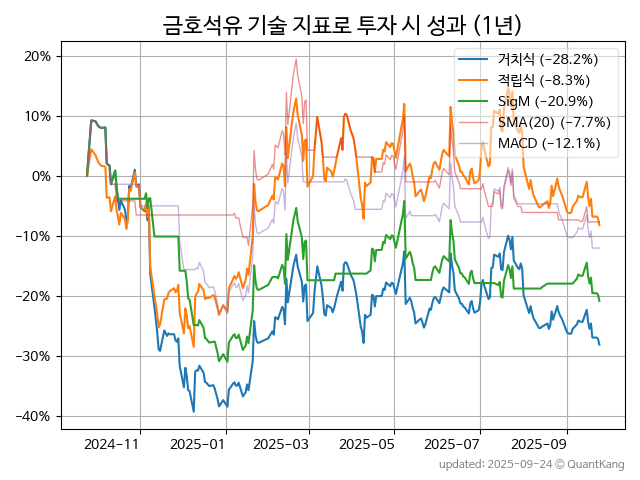 금호석유 기술 지표로 투자 시 성과 (1년)
거치식 (−28.2%)
적립식 (−8.3%)
SigM (−20.9%)
SMA(20) (−7.7%)
MACD (−12.1%)
20%
10%
0%
−10%
−20%
−30%
−40%
2024-11 2025-01 2025-03 2025-05 2025-07 2025-09
updated: 2025-09-24 ⓒ QuantKang